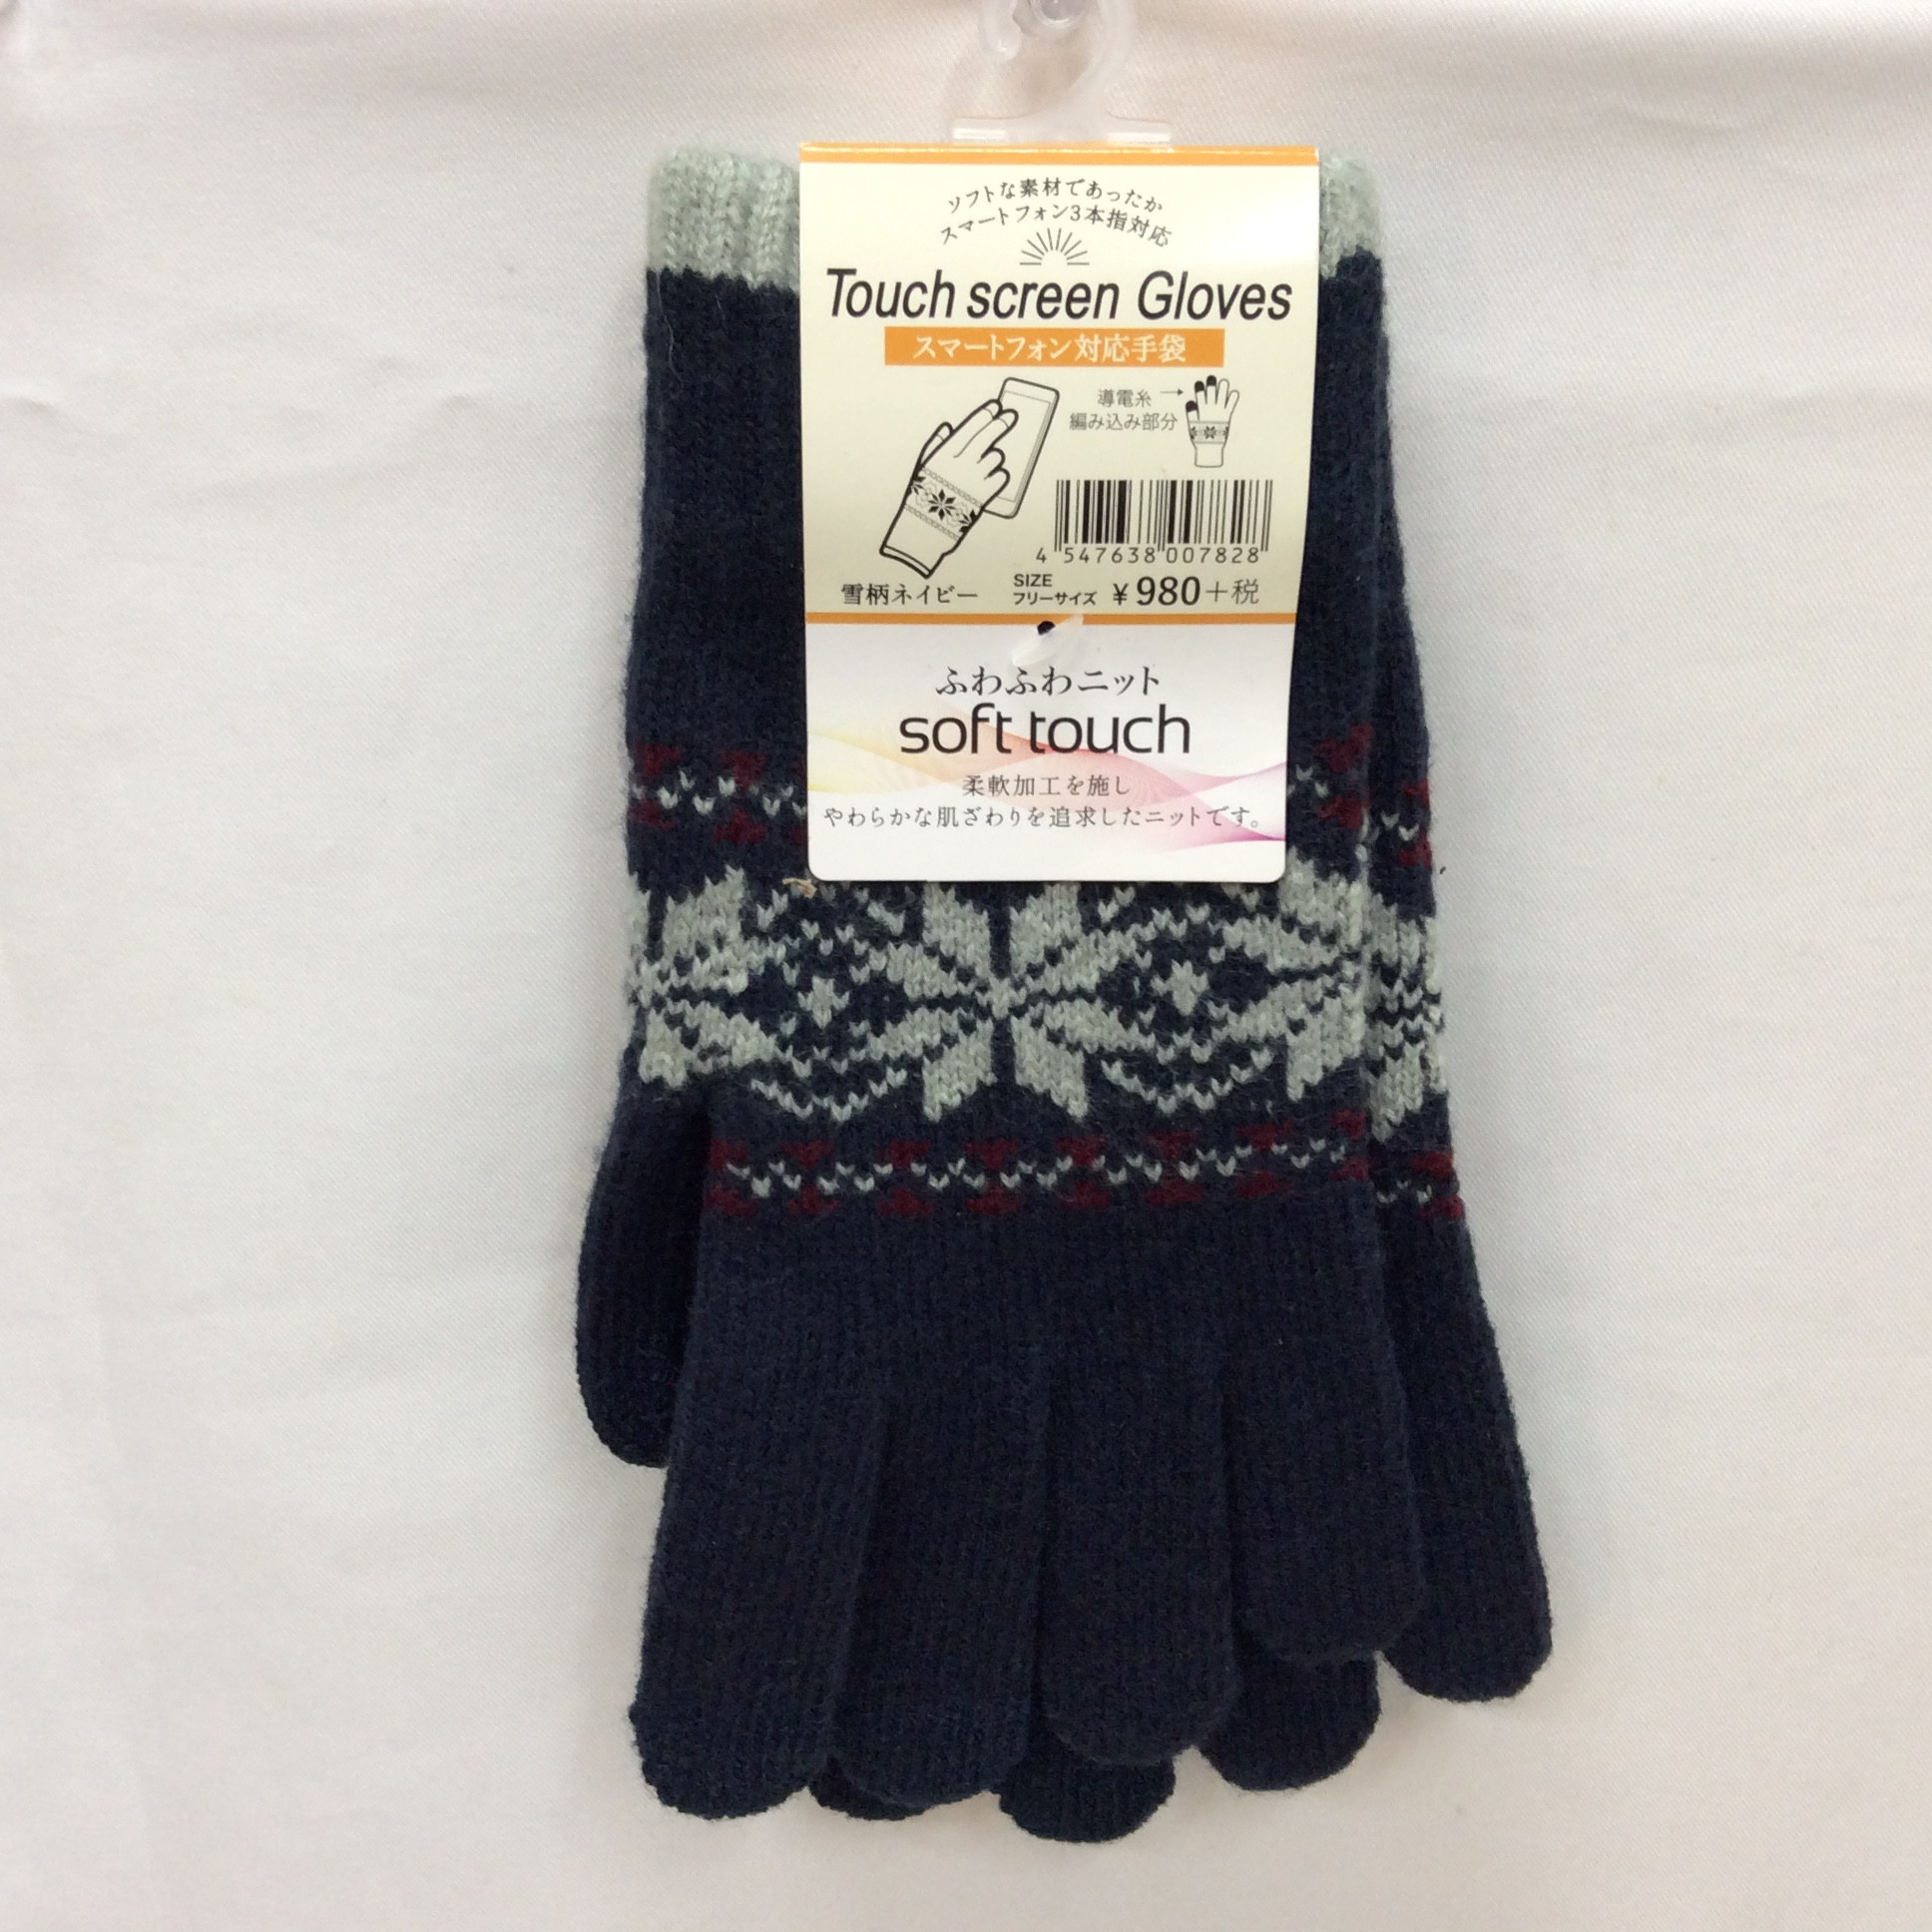 ソフトな素材であったか
スマートフォン3本指対応
Touch screen Gloves
スマートフォン対応手袋
導電糸→
編み込み部分
4 547638 007828
雪柄ネイビー
SIZE
フリーサイズ ¥980+税
ふわふわニット
soft touch
柔軟加工を施し
やわらかな肌ざわりを追求したニットです。